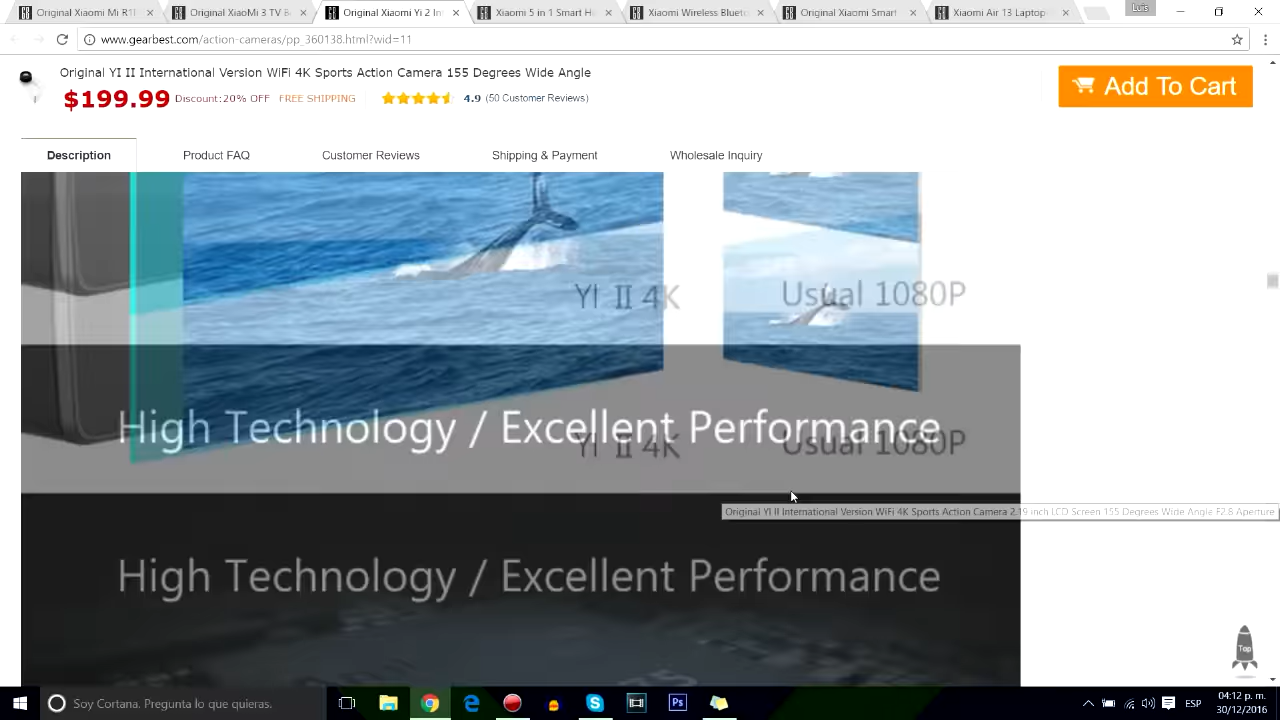 Original Xiaomi Mi R1
Original XiaoMi 3 TV B
Original Xiaomi Yi 2 In
Xiaomi 5 in 1 Smart H
Xiaomi Wireless Blueto
Original Xiaomi Smart
Xiaomi Air 13 Laptop
Luis
www.gearbest.com/action-cameras/pp_360138.html?wid=11
Original YI II International Version WiFi 4K Sports Action Camera 155 Degrees Wide Angle
$199.99 Discount:20% OFF FREE SHIPPING 4.9 (50 Customer Reviews)
Add To Cart
Description Product FAQ Customer Reviews Shipping & Payment Wholesale Inquiry
YI II 4K Usual 1080P
High Technology / Excellent Performance
YI II 4K Usual 1080P
Original YI II International Version WiFi 4K Sports Action Camera 2.19 inch LCD Screen 155 Degrees Wide Angle F2.8 Aperture
High Technology / Excellent Performance
Top
Soy Cortana. Pregunta lo que quieras.
Ps
ESP
04:12 p. m.
30/12/2016